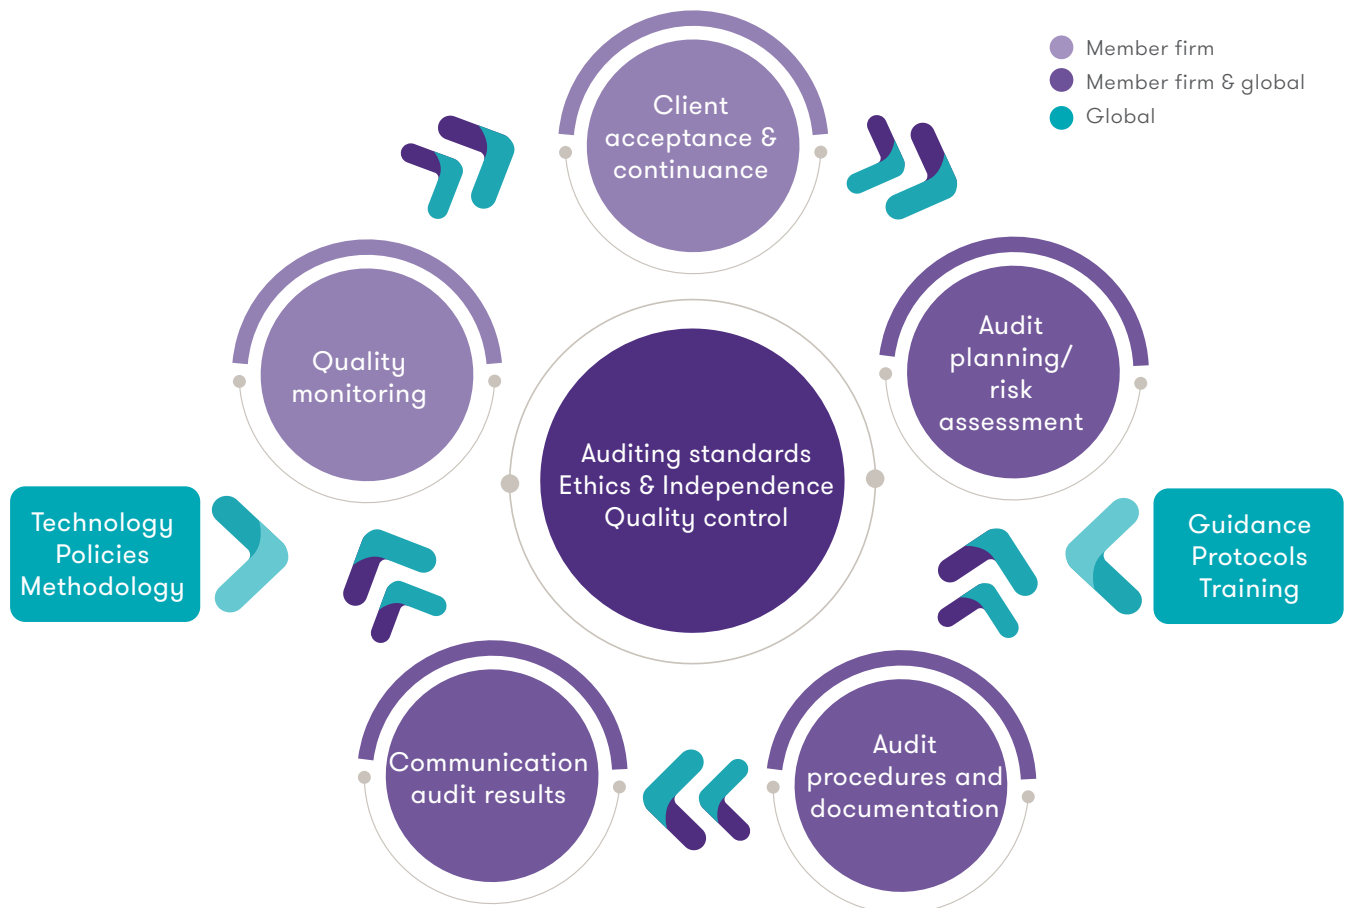 Member firm
Member firm & global
Global
Client
acceptance &
continuance
Audit
planning/
risk
assessment
Quality
monitoring
Auditing standards
Ethics & Independence
Quality control
Technology
Policies
Methodology
Guidance
Protocols
Training
Communication
audit results
Audit
procedures and
documentation